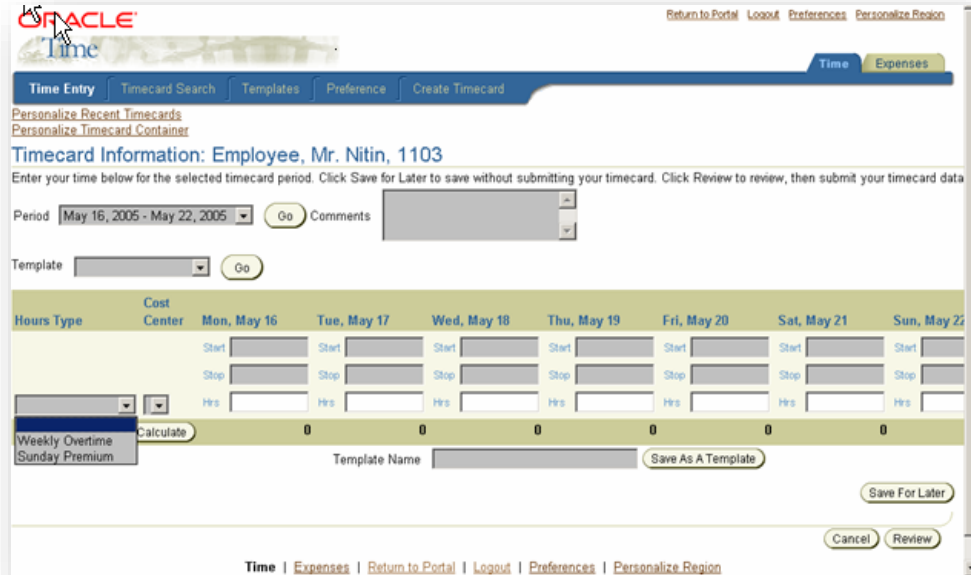 ORACLE
Return to Portal Logout Preferences Personalize Region
Time
Time Expenses
Time Entry Timecard Search Templates Preference Create Timecard
Personalize Recent Timecards
Personalize Timecard Container
Timecard Information: Employee, Mr. Nitin, 1103
Enter your time below for the selected timecard period. Click Save for Later to save without submitting your timecard. Click Review to review, then submit your timecard data
Period May 16, 2005 - May 22, 2005 Go Comments
Template Go
Hours Type Cost Center Mon, May 16 Tue, May 17 Wed, May 18 Thu, May 19 Fri, May 20 Sat, May 21 Sun, May 22
Start Start Start Start Start Start Start
Stop Stop Stop Stop Stop Stop Stop
Hrs Hrs Hrs Hrs Hrs Hrs Hrs
Calculate 0 0 0 0 0 0
Weekly Overtime
Sunday Premium
Template Name Save As A Template
Save For Later
Cancel Review
Time | Expenses | Return to Portal | Logout | Preferences | Personalize Region